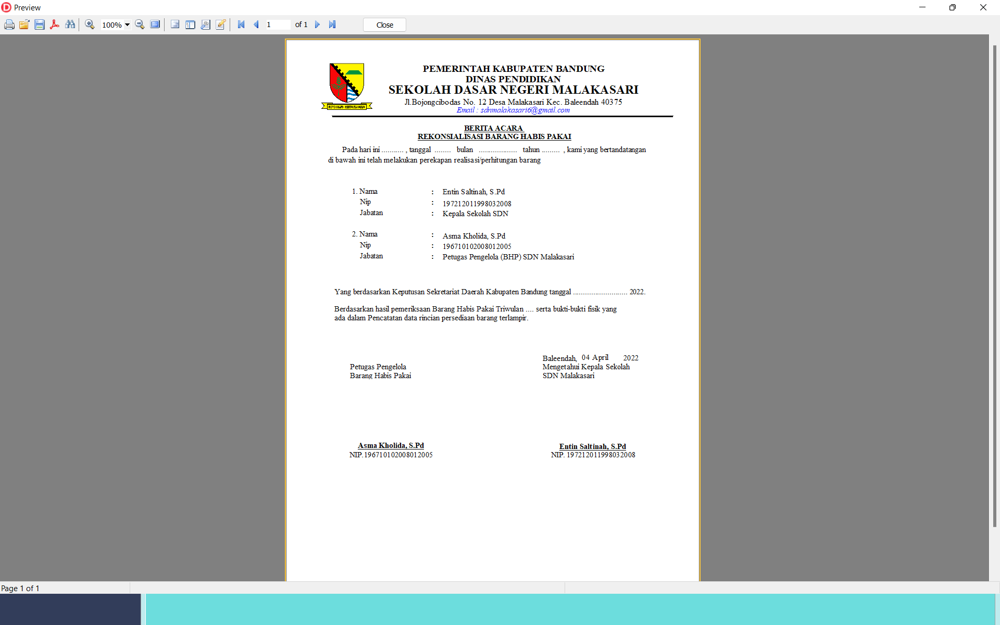 Preview
100%
1 of 1
Close
PEMERINTAH KABUPATEN BANDUNG
DINAS PENDIDIKAN
SEKOLAH DASAR NEGERI MALAKASARI
Jl.Bojongcibodas No. 12 Desa Malakasari Kec. Baleendah 40375
Email : sdnmalakasari6@gmail.com
REPEH RAPIH KERTA RAHARJA
BERITA ACARA
REKONSIALISASI BARANG HABIS PAKAI
Pada hari ini ........... , tanggal ........ bulan ................... tahun ......... , kami yang bertandatangan
di bawah ini telah melakukan perekapan realisasi/perhitungan barang
1. Nama : Entin Saltinah, S.Pd
Nip : 197212011998032008
Jabatan : Kepala Sekolah SDN
2. Nama : Asma Kholida, S.Pd
Nip : 196710102008012005
Jabatan : Petugas Pengelola (BHP) SDN Malakasari
Yang berdasarkan Keputusan Sekretariat Daerah Kabupaten Bandung tanggal ........................... 2022.
Berdasarkan hasil pemeriksaan Barang Habis Pakai Triwulan .... serta bukti-bukti fisik yang
ada dalam Pencatatan data rincian persediaan barang terlampir.
Baleendah, 04 April 2022
Petugas Pengelola Mengetahui Kepala Sekolah
Barang Habis Pakai SDN Malakasari
Asma Kholida, S.Pd Entin Saltinah, S.Pd
NIP.196710102008012005 NIP. 197212011998032008
Page 1 of 1